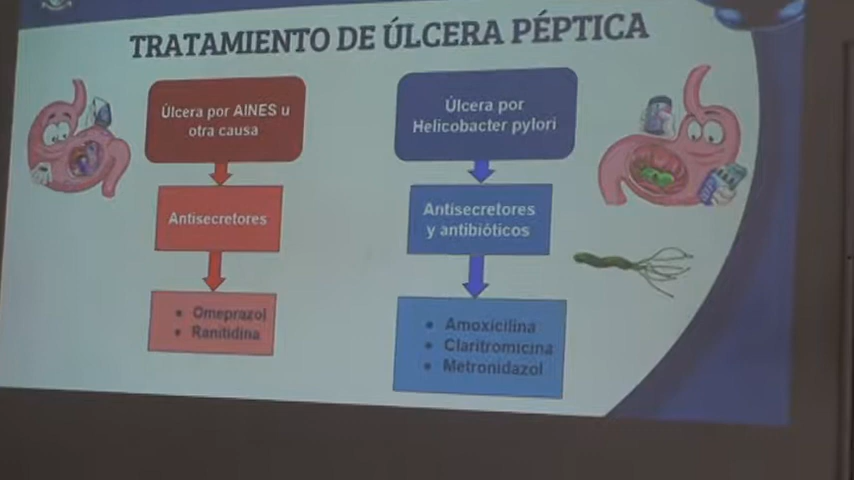 TRATAMIENTO DE ÚLCERA PÉPTICA
Úlcera por AINES u
otra causa
Antisecretores
• Omeprazol
• Ranitidina
Úlcera por
Helicobacter pylori
Antisecretores
y antibióticos
• Amoxicilina
• Claritromicina
• Metronidazol